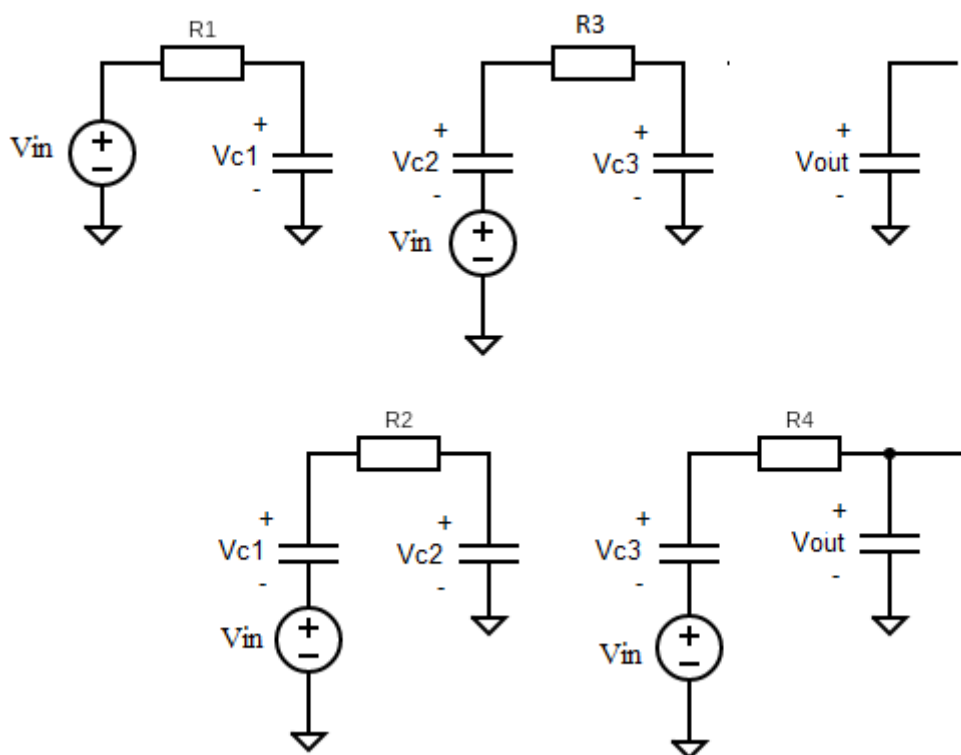 R1
R3
Vin
+
-
+
Vc1
-
+
Vc2
-
+
Vc3
-
+
Vout
-
Vin
+
-
R2
R4
+
Vc1
-
+
Vc2
-
+
Vc3
-
+
Vout
-
Vin
+
-
Vin
+
-